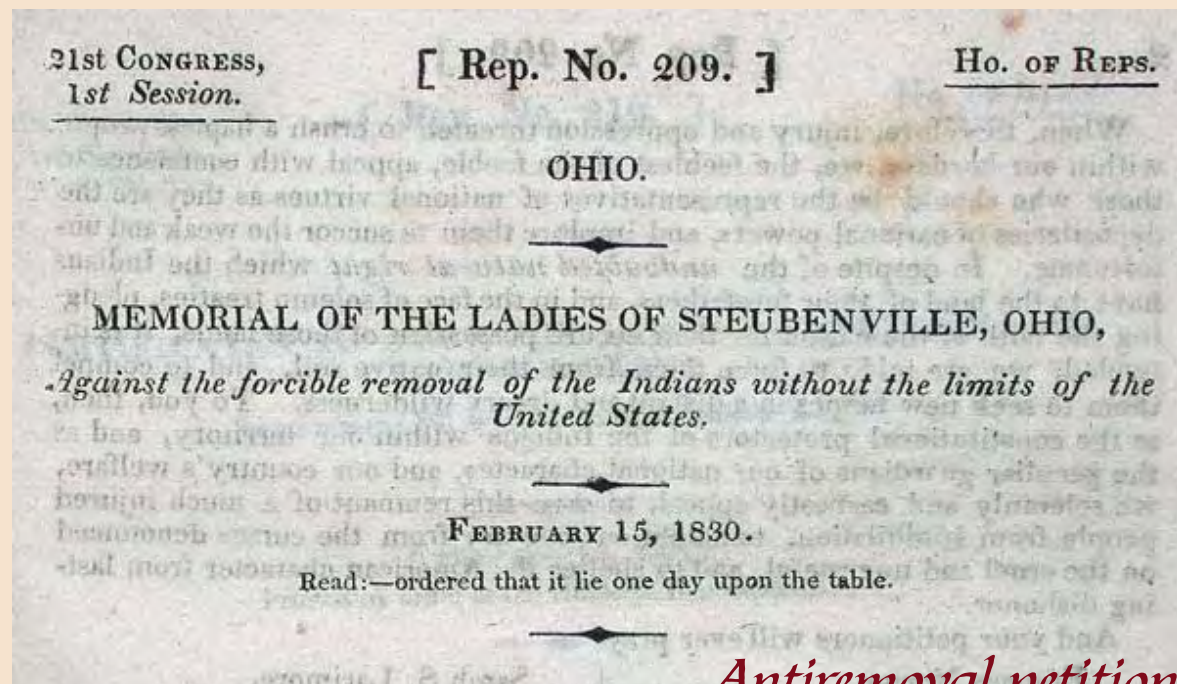 21st CONGRESS,
1st Session.
[ Rep. No. 209. ]
Ho. OF REPS.
OHIO.
MEMORIAL OF THE LADIES OF STEUBENVILLE, OHIO,
Against the forcible removal of the Indians without the limits of the
United States.
FEBRUARY 15, 1830.
Read:—ordered that it lie one day upon the table.
Antiremoval petition